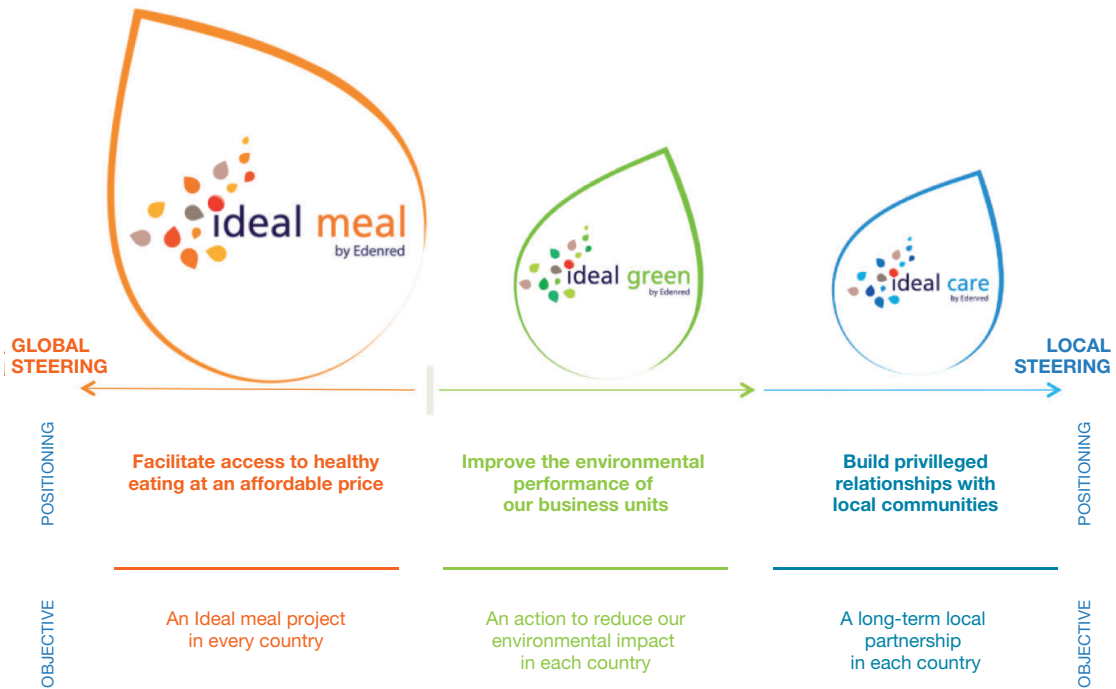 ideal meal
by Edenred
ideal green
by Edenred
ideal care
by Edenred
GLOBAL
STEERING
LOCAL
STEERING
POSITIONING
Facilitate access to healthy
eating at an affordable price
Improve the environmental
performance of
our business units
Build privilleged
relationships with
local communities
POSITIONING
OBJECTIVE
An Ideal meal project
in every country
An action to reduce our
environmental impact
in each country
A long-term local
partnership
in each country
OBJECTIVE